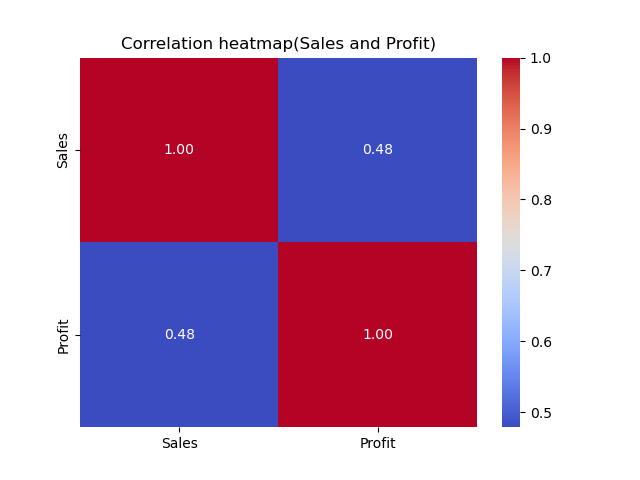 Correlation heatmap(Sales and Profit)
Sales
1.00
0.48
Profit
0.48
1.00
Sales
Profit
1.0
0.9
0.8
0.7
0.6
0.5